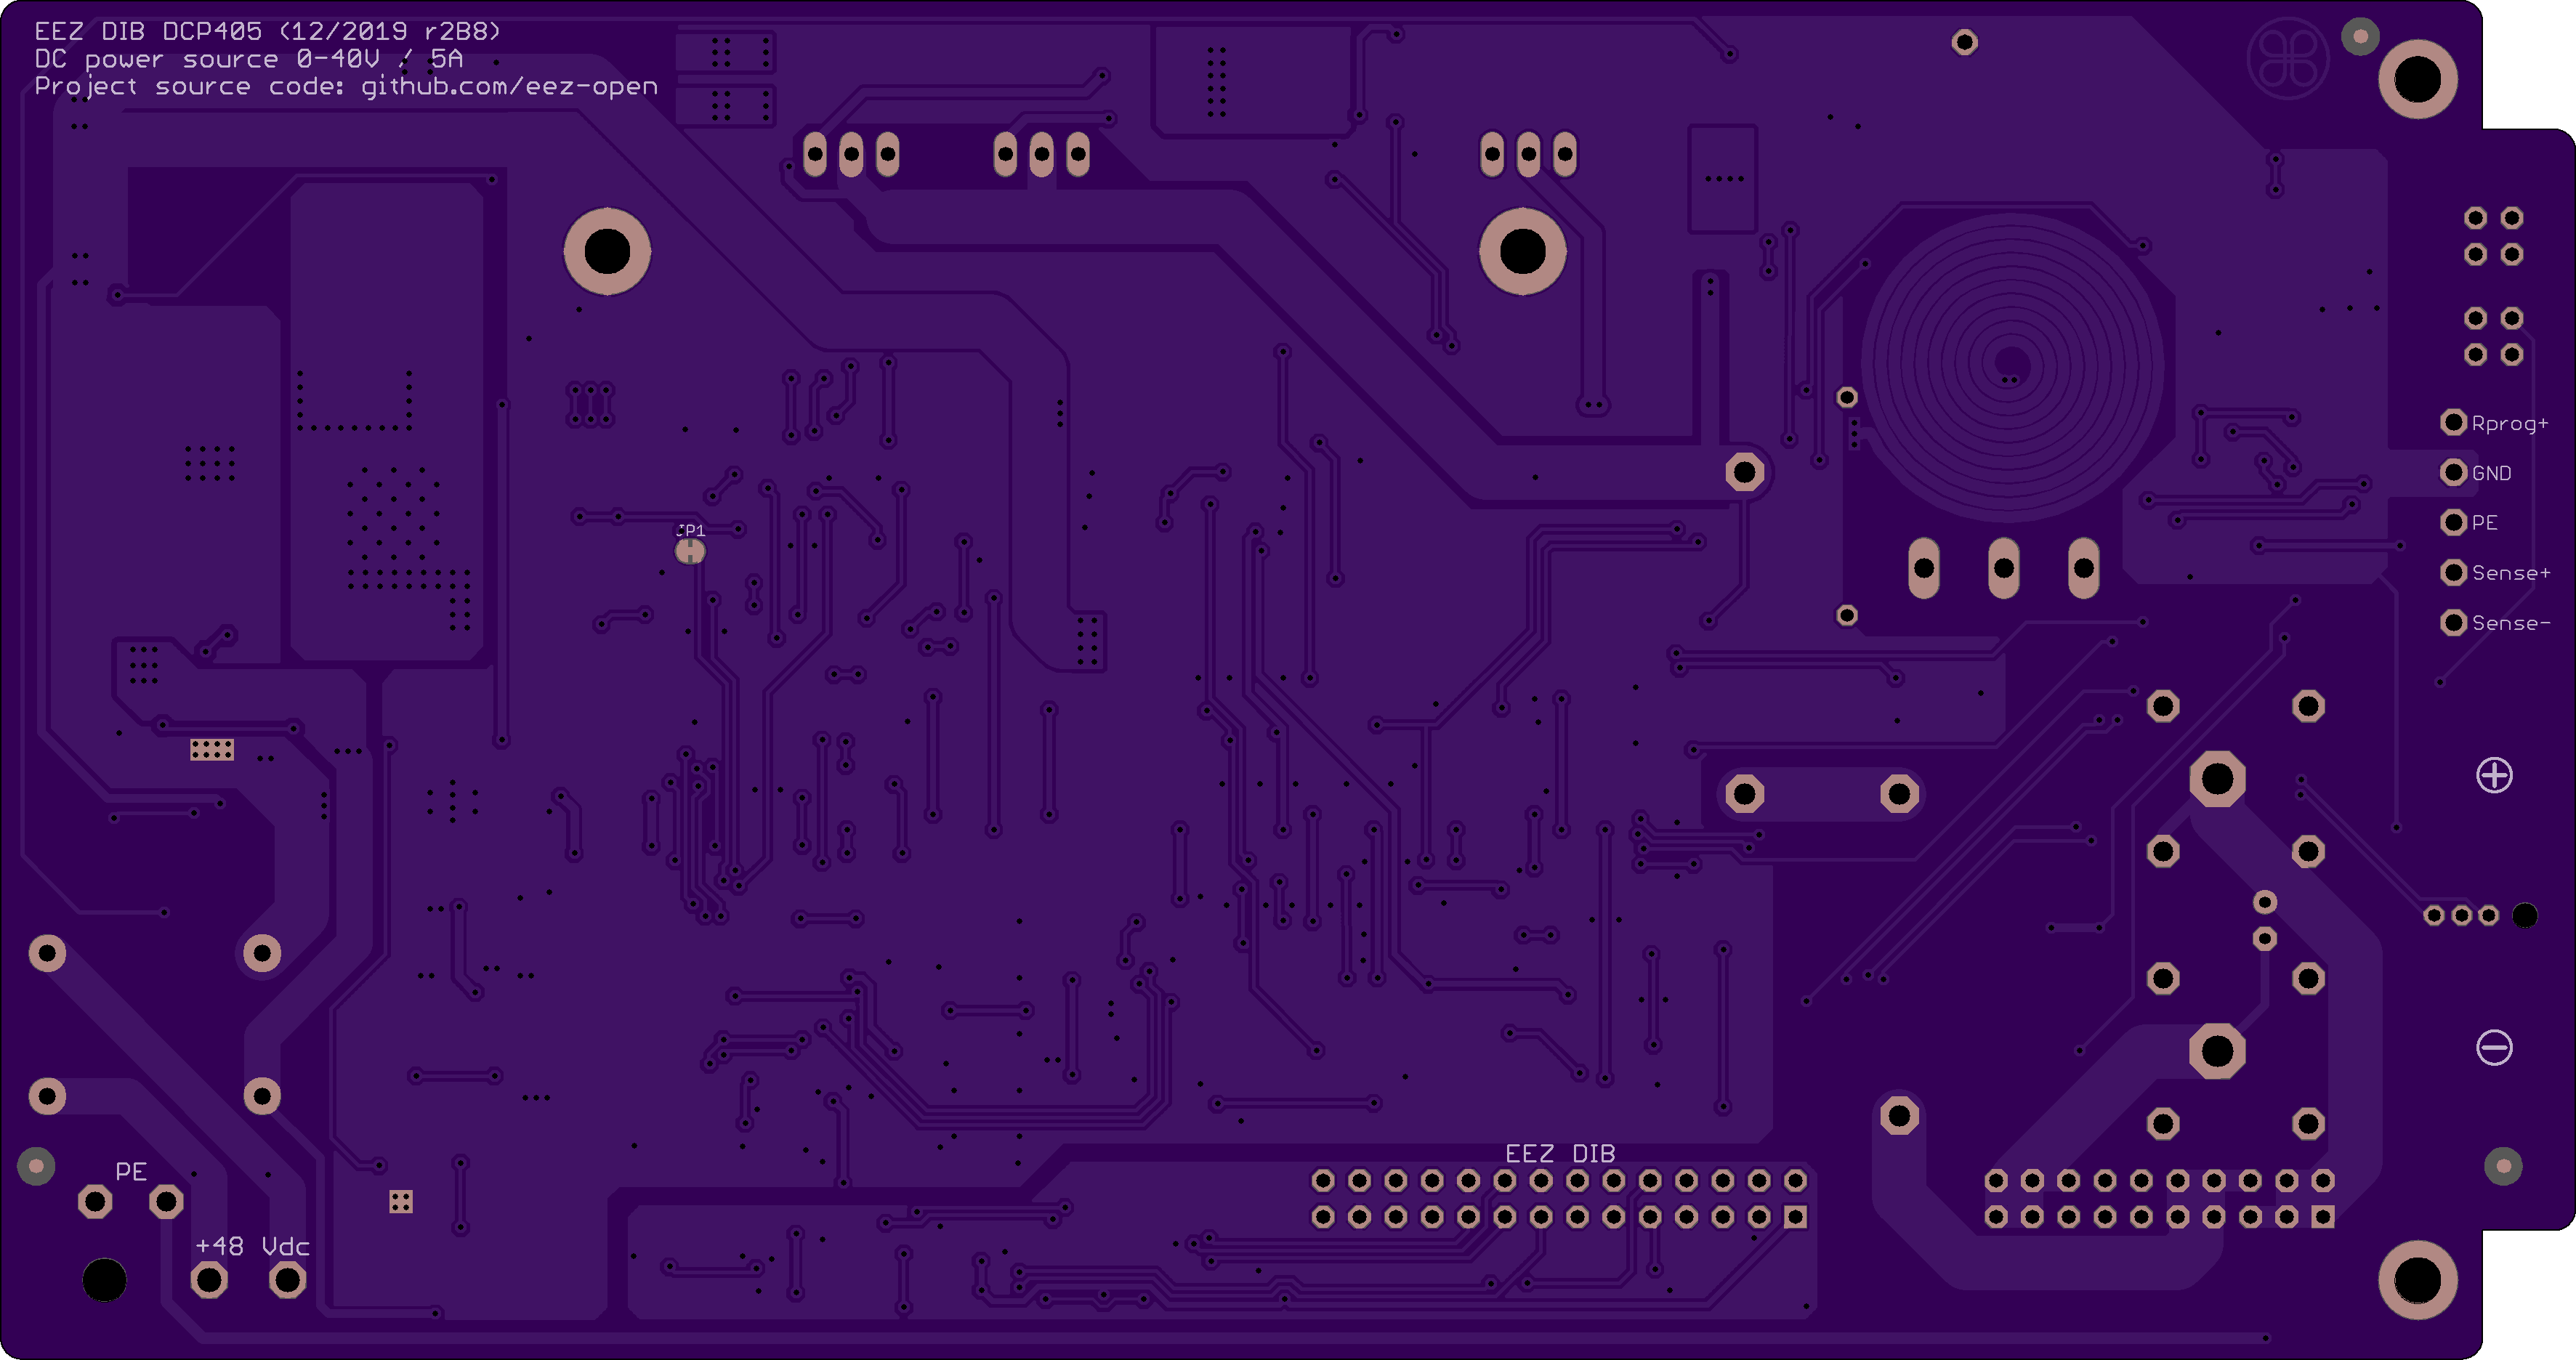 EEZ DIB DCP405 (12/2019 r2B8)
DC power source 0-40V / 5A
Project source code: github.com/eez-open
JP1
Rprog+
GND
PE
Sense+
Sense-
+
-
EEZ DIB
PE
+48 Vdc